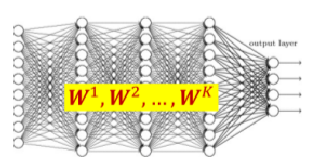 output layer
W¹, W², ..., Wᴷ